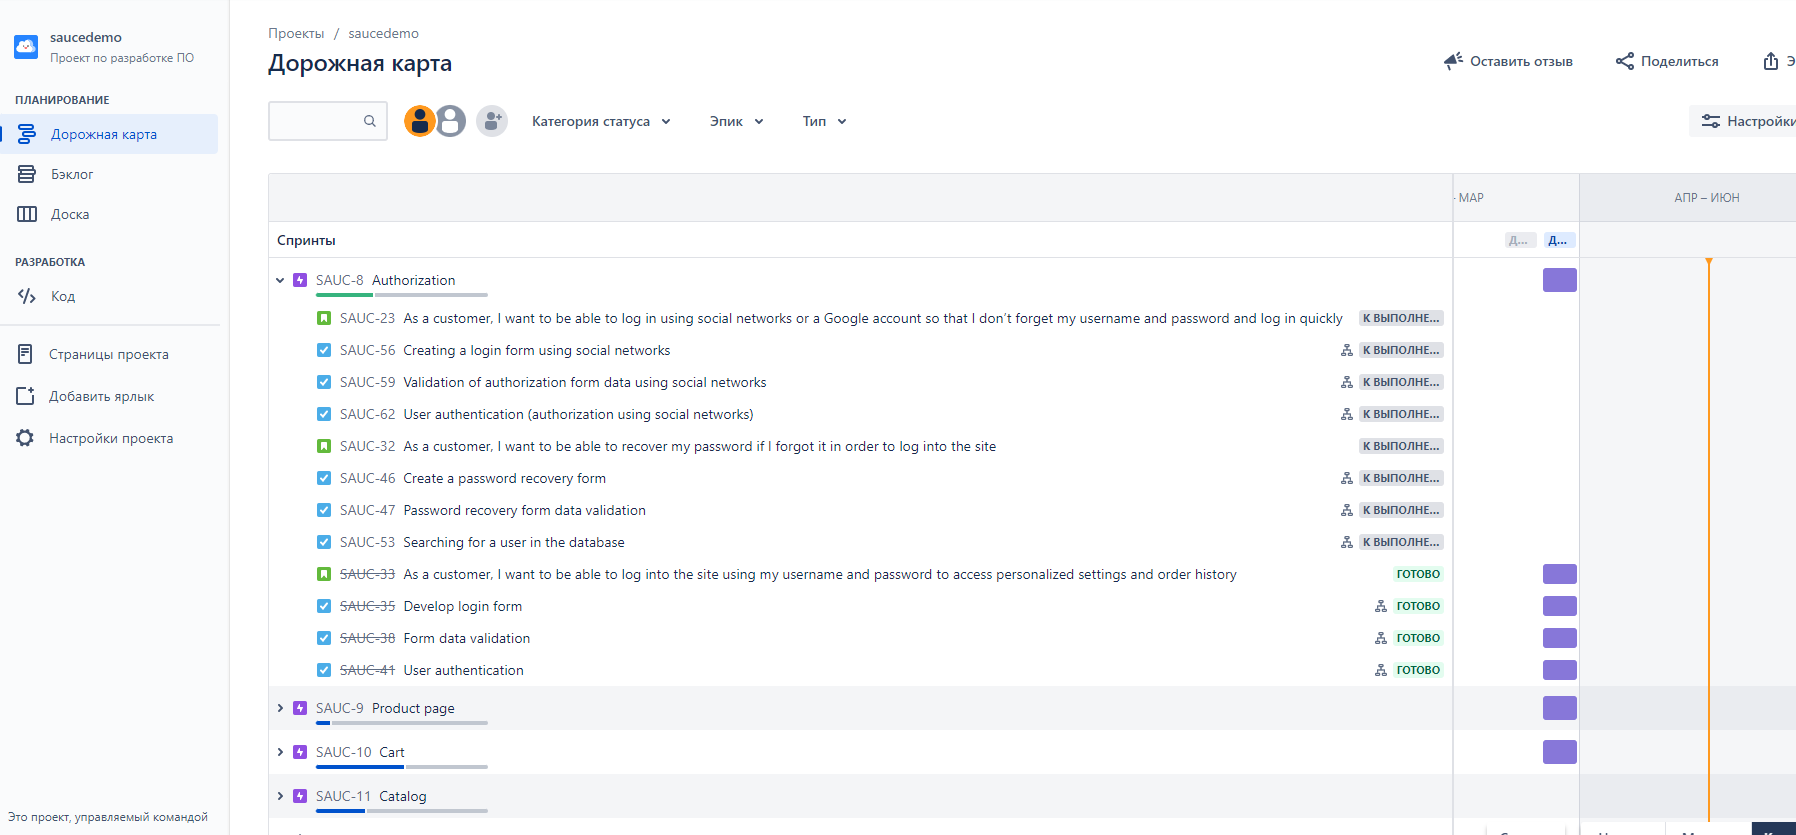 saucedemo
Проект по разработке ПО
ПЛАНИРОВАНИЕ
Дорожная карта
Бэклог
Доска
РАЗРАБОТКА
Код
Страницы проекта
Добавить ярлык
Настройки проекта
Это проект, управляемый командой
Проекты / saucedemo
Дорожная карта
Оставить отзыв
Поделиться
Э
Категория статуса
Эпик
Тип
Настройки
МАР
АПР – ИЮН
Спринты
Д...
Д...
SAUC-8 Authorization
SAUC-23 As a customer, I want to be able to log in using social networks or a Google account so that I don't forget my username and password and log in quickly К ВЫПОЛНЕ...
SAUC-56 Creating a login form using social networks К ВЫПОЛНЕ...
SAUC-59 Validation of authorization form data using social networks К ВЫПОЛНЕ...
SAUC-62 User authentication (authorization using social networks) К ВЫПОЛНЕ...
SAUC-32 As a customer, I want to be able to recover my password if I forgot it in order to log into the site К ВЫПОЛНЕ...
SAUC-46 Create a password recovery form К ВЫПОЛНЕ...
SAUC-47 Password recovery form data validation К ВЫПОЛНЕ...
SAUC-53 Searching for a user in the database К ВЫПОЛНЕ...
SAUC-33 As a customer, I want to be able to log into the site using my username and password to access personalized settings and order history ГОТОВО
SAUC-35 Develop login form ГОТОВО
SAUC-38 Form data validation ГОТОВО
SAUC-41 User authentication ГОТОВО
SAUC-9 Product page
SAUC-10 Cart
SAUC-11 Catalog